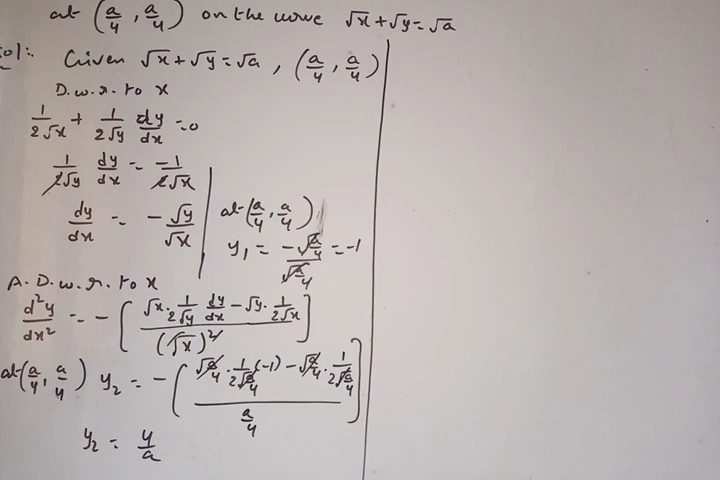 at (a/4, a/4) on the curve √x + √y = √a
Sol:- Given √x + √y = √a , (a/4, a/4)
D.w.r.to x
1/2√x + 1/2√y dy/dx = 0
1/2√y dy/dx = -1/2√x
dy/dx = - √y/√x
at (a/4, a/4)
y₁ = -√a/4 / √a/4 = -1
A.D.w.r.to x
d²y/dx² = - [ √x · 1/2√y dy/dx - √y · 1/2√x / (√x)² ]
at (a/4, a/4) y₂ = - [ √a/4 · 1/2√a/4 (-1) - √a/4 · 1/2√a/4 / a/4 ]
y₂ = 4/a